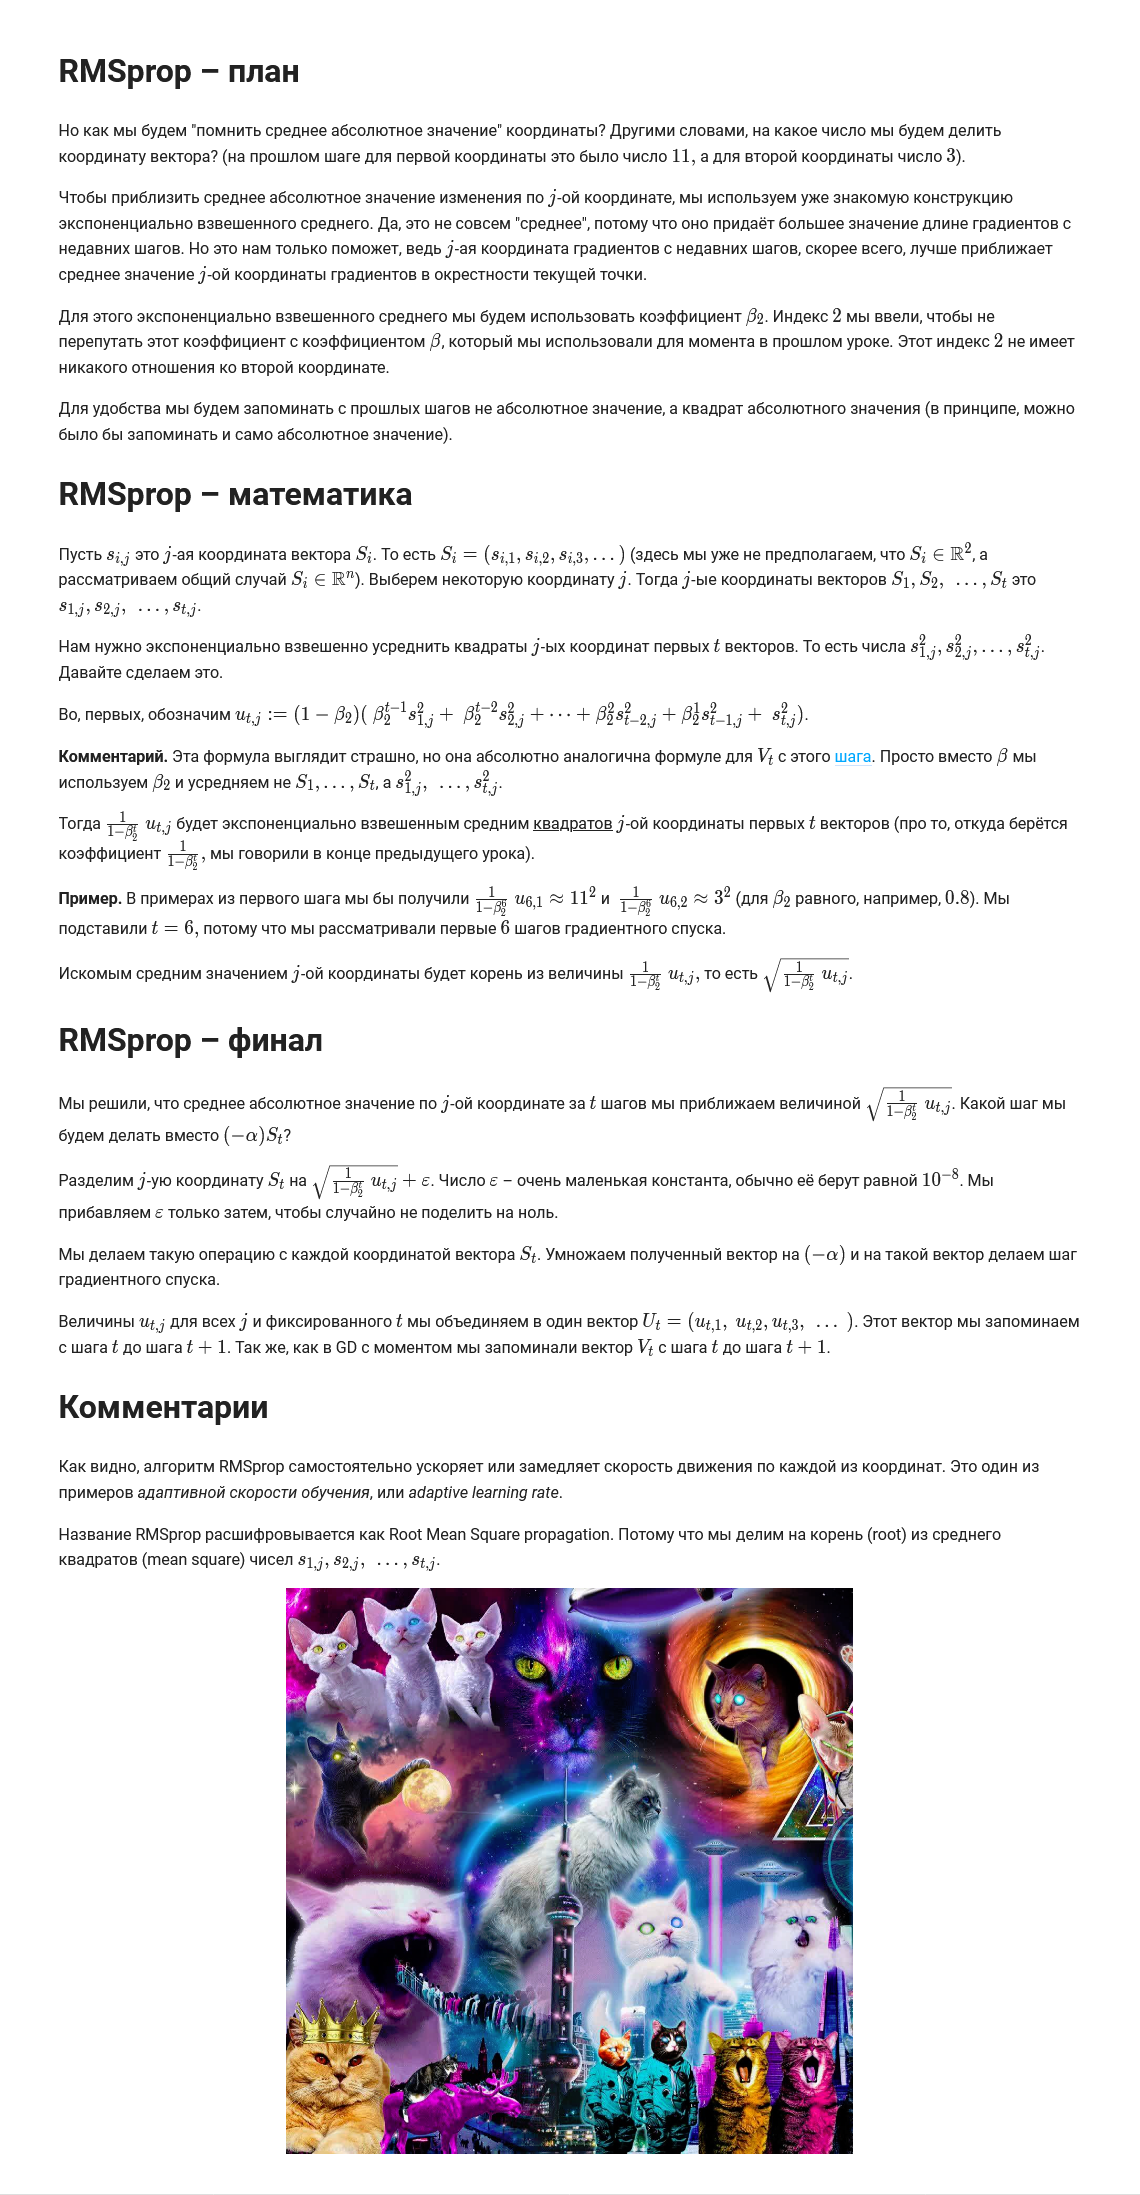 RMSprop – план
Но как мы будем "помнить среднее абсолютное значение" координаты? Другими словами, на какое число мы будем делить
координату вектора? (на прошлом шаге для первой координаты это было число 11, а для второй координаты число 3).
Чтобы приблизить среднее абсолютное значение изменения по j-ой координате, мы используем уже знакомую конструкцию
экспоненциально взвешенного среднего. Да, это не совсем "среднее", потому что оно придаёт большее значение длине градиентов с
недавних шагов. Но это нам только поможет, ведь j-ая координата градиентов с недавних шагов, скорее всего, лучше приближает
среднее значение j-ой координаты градиентов в окрестности текущей точки.
Для этого экспоненциально взвешенного среднего мы будем использовать коэффициент β₂. Индекс 2 мы ввели, чтобы не
перепутать этот коэффициент с коэффициентом β, который мы использовали для момента в прошлом уроке. Этот индекс 2 не имеет
никакого отношения ко второй координате.
Для удобства мы будем запоминать с прошлых шагов не абсолютное значение, а квадрат абсолютного значения (в принципе, можно
было бы запоминать и само абсолютное значение).
RMSprop – математика
Пусть $s_{i,j}$ это j-ая координата вектора $S_i$. То есть $S_i = (s_{i,1}, s_{i,2}, s_{i,3}, \dots)$ (здесь мы уже не предполагаем, что $S_i \in \mathbb{R}^2$, а
рассматриваем общий случай $S_i \in \mathbb{R}^n$). Выберем некоторую координату j. Тогда j-ые координаты векторов $S_1, S_2, \dots, S_t$ это
$s_{1,j}, s_{2,j}, \dots, s_{t,j}$.
Нам нужно экспоненциально взвешенно усреднить квадраты j-ых координат первых t векторов. То есть числа $s_{1,j}^2, s_{2,j}^2, \dots, s_{t,j}^2$.
Давайте сделаем это.
Во, первых, обозначим $u_{t,j} := (1 - \beta_2)(\beta_2^{t-1} s_{1,j}^2 + \beta_2^{t-2} s_{2,j}^2 + \dots + \beta_2^2 s_{t-2,j}^2 + \beta_2^1 s_{t-1,j}^2 + s_{t,j}^2)$.
Комментарий. Эта формула выглядит страшно, но она абсолютно аналогична формуле для $V_t$ с этого шага. Просто вместо β мы
используем β₂ и усредняем не $S_1, \dots, S_t$, а $s_{1,j}^2, \dots, s_{t,j}^2$.
Тогда $\frac{1}{1-\beta_2^t} u_{t,j}$ будет экспоненциально взвешенным средним квадратов j-ой координаты первых t векторов (про то, откуда берётся
коэффициент $\frac{1}{1-\beta_2^t}$, мы говорили в конце предыдущего урока).
Пример. В примерах из первого шага мы бы получили $\frac{1}{1-\beta_2^6} u_{6,1} \approx 11^2$ и $\frac{1}{1-\beta_2^6} u_{6,2} \approx 3^2$ (для β₂ равного, например, 0.8). Мы
подставили t = 6, потому что мы рассматривали первые 6 шагов градиентного спуска.
Искомым средним значением j-ой координаты будет корень из величины $\frac{1}{1-\beta_2^t} u_{t,j}$, то есть $\sqrt{\frac{1}{1-\beta_2^t} u_{t,j}}$.
RMSprop – финал
Мы решили, что среднее абсолютное значение по j-ой координате за t шагов мы приближаем величиной $\sqrt{\frac{1}{1-\beta_2^t} u_{t,j}}$. Какой шаг мы
будем делать вместо $(-\alpha)S_t$?
Разделим j-ую координату $S_t$ на $\sqrt{\frac{1}{1-\beta_2^t} u_{t,j}} + \varepsilon$. Число ε – очень маленькая константа, обычно её берут равной $10^{-8}$. Мы
прибавляем ε только затем, чтобы случайно не поделить на ноль.
Мы делаем такую операцию с каждой координатой вектора $S_t$. Умножаем полученный вектор на (−α) и на такой вектор делаем шаг
градиентного спуска.
Величины $u_{t,j}$ для всех j и фиксированного t мы объединяем в один вектор $U_t = (u_{t,1}, u_{t,2}, u_{t,3}, \dots)$. Этот вектор мы запоминаем
с шага t до шага t + 1. Так же, как в GD с моментом мы запоминали вектор $V_t$ с шага t до шага t + 1.
Комментарии
Как видно, алгоритм RMSprop самостоятельно ускоряет или замедляет скорость движения по каждой из координат. Это один из
примеров адаптивной скорости обучения, или adaptive learning rate.
Название RMSprop расшифровывается как Root Mean Square propagation. Потому что мы делим на корень (root) из среднего
квадратов (mean square) чисел $s_{1,j}, s_{2,j}, \dots, s_{t,j}$.